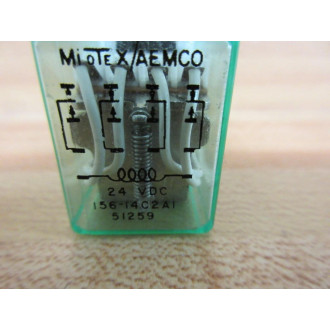 MidTEX/AEMCO
24 VDC
156-14C2A1
51259